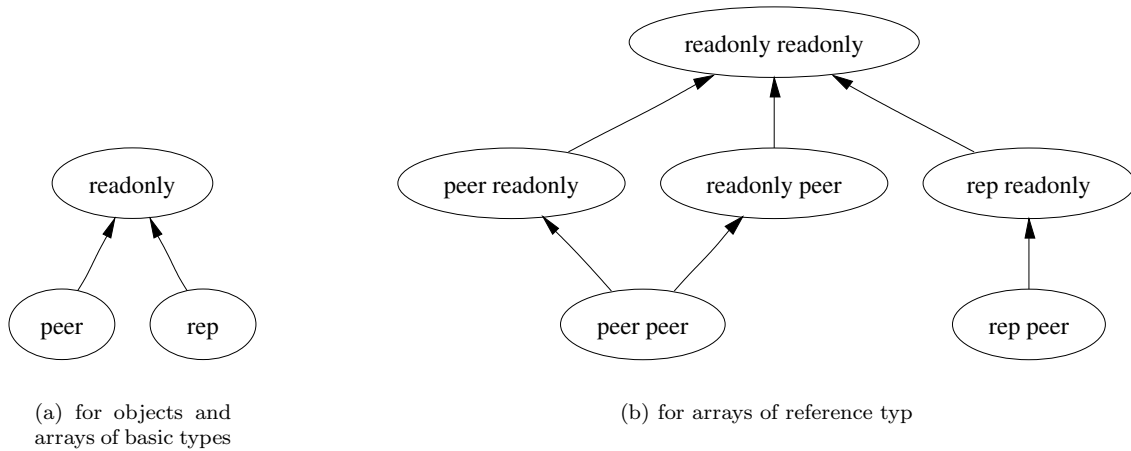 readonly readonly
readonly
peer readonly
readonly peer
rep readonly
peer
rep
peer peer
rep peer
(a) for objects and
arrays of basic types
(b) for arrays of reference typ